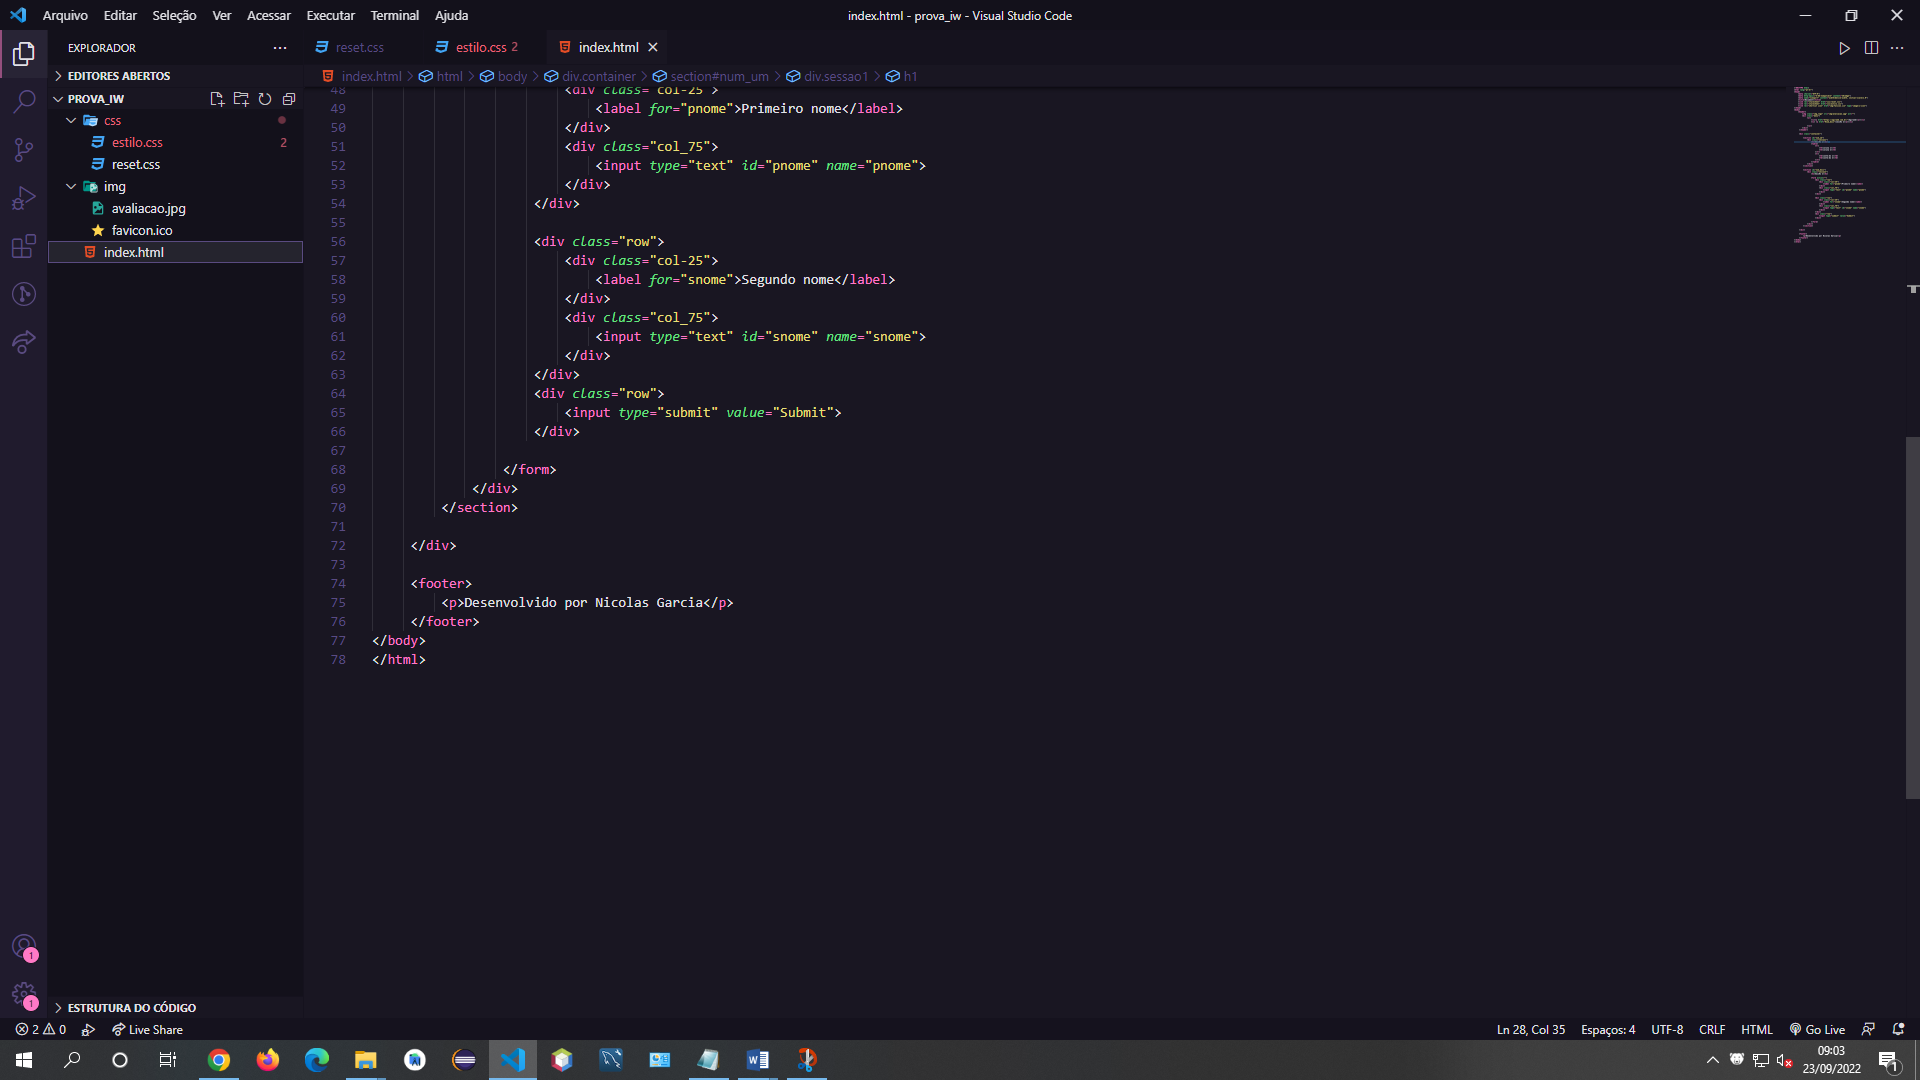 Arquivo Editar Seleção Ver Acessar Executar Terminal Ajuda
index.html - prova_iw - Visual Studio Code
EXPLORADOR
reset.css
estilo.css 2
index.html
EDITORES ABERTOS
index.html > html > body > div.container > section#num_um > div.sessao1 > h1
PROVA_IW
css
estilo.css 2
reset.css
img
avaliacao.jpg
favicon.ico
index.html
48 <div class="col-25">
49 <label for="pnome">Primeiro nome</label>
50 </div>
51 <div class="col_75">
52 <input type="text" id="pnome" name="pnome">
53 </div>
54 </div>
55
56 <div class="row">
57 <div class="col-25">
58 <label for="snome">Segundo nome</label>
59 </div>
60 <div class="col_75">
61 <input type="text" id="snome" name="snome">
62 </div>
63 </div>
64 <div class="row">
65 <input type="submit" value="Submit">
66 </div>
67
68 </form>
69 </div>
70 </section>
71
72 </div>
73
74 <footer>
75 <p>Desenvolvido por Nicolas Garcia</p>
76 </footer>
77 </body>
78 </html>
1
1
ESTRUTURA DO CÓDIGO
2 0 Live Share
Ln 28, Col 35 Espaços: 4 UTF-8 CRLF HTML Go Live
09:03
23/09/2022
1